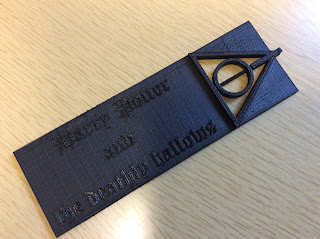 Harry Potter
and
the deathly hallows